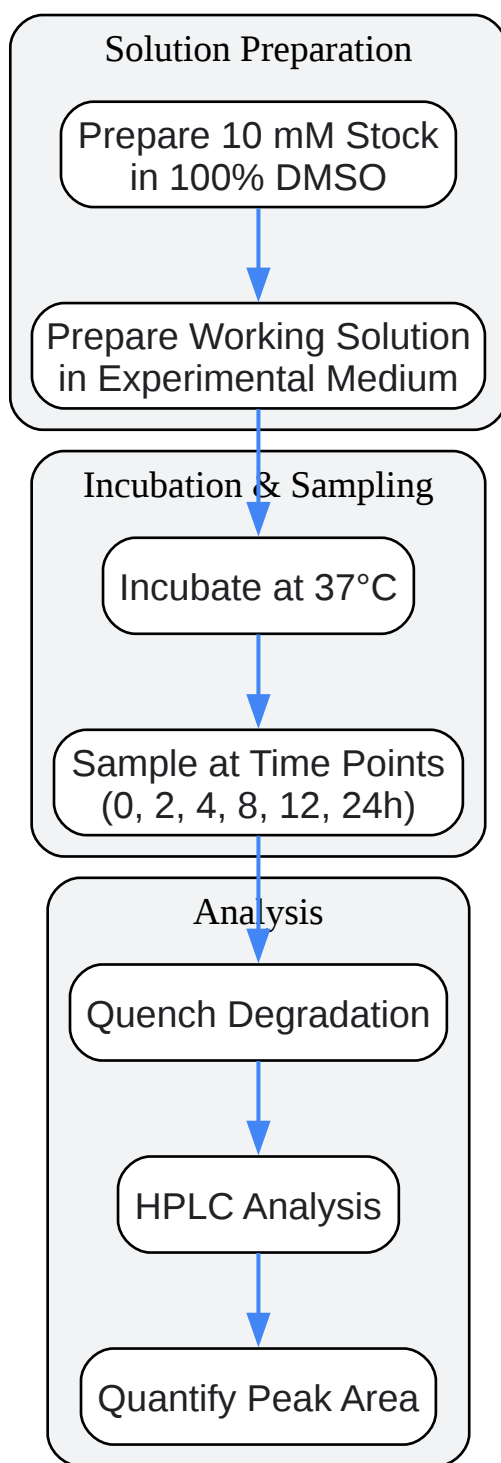 Solution Preparation
Prepare 10 mM Stock
in 100% DMSO
Prepare Working Solution
in Experimental Medium
Incubation & Sampling
Incubate at 37°C
Sample at Time Points
(0, 2, 4, 8, 12, 24h)
Analysis
Quench Degradation
HPLC Analysis
Quantify Peak Area